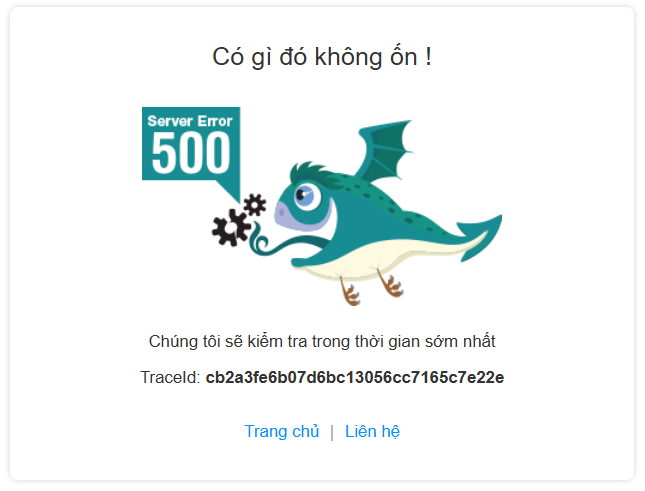 Có gì đó không ổn !
Server Error
500
Chúng tôi sẽ kiểm tra trong thời gian sớm nhất
TraceId: cb2a3fe6b07d6bc13056cc7165c7e22e
Trang chủ | Liên hệ